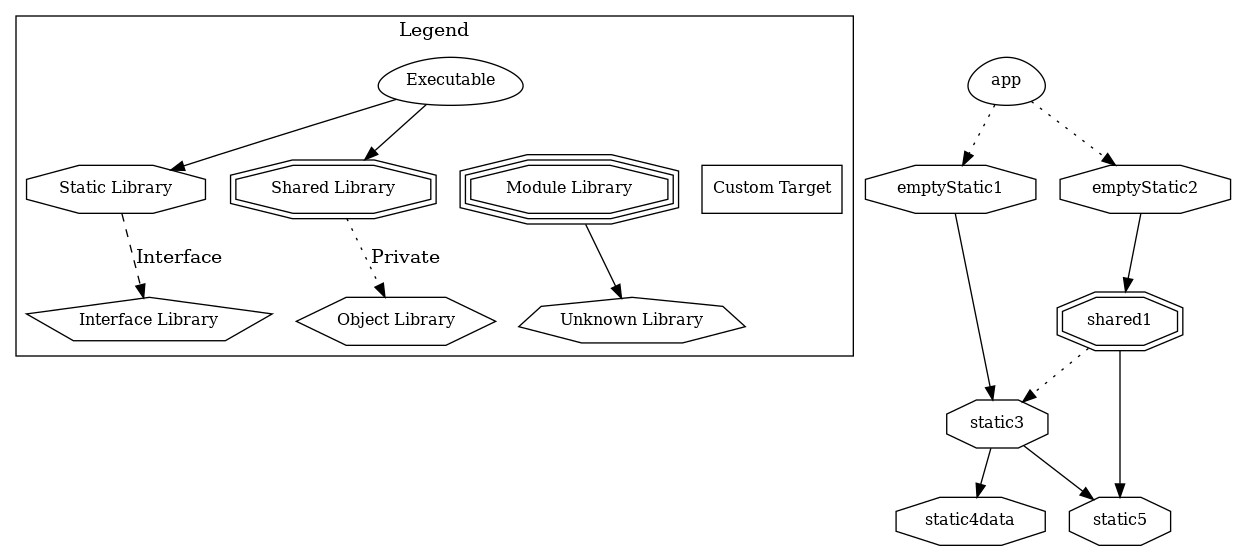 Legend
Executable
app
Static Library
Shared Library
Module Library
Custom Target
emptyStatic1
emptyStatic2
Interface
Private
Interface Library
Object Library
Unknown Library
shared1
static3
static4data
static5